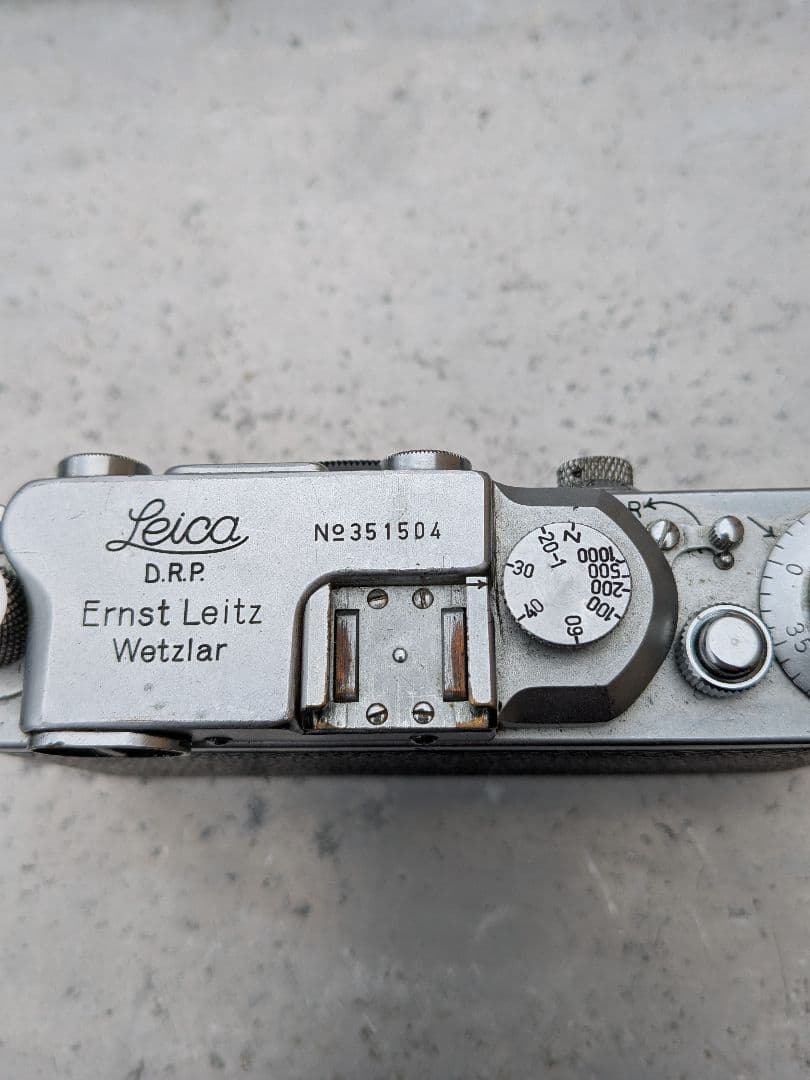 Leica
D.R.P.
Ernst Leitz
Wetzlar
№351504
R
Z
20-1
30
40
60
100
200
500
1000
0
35